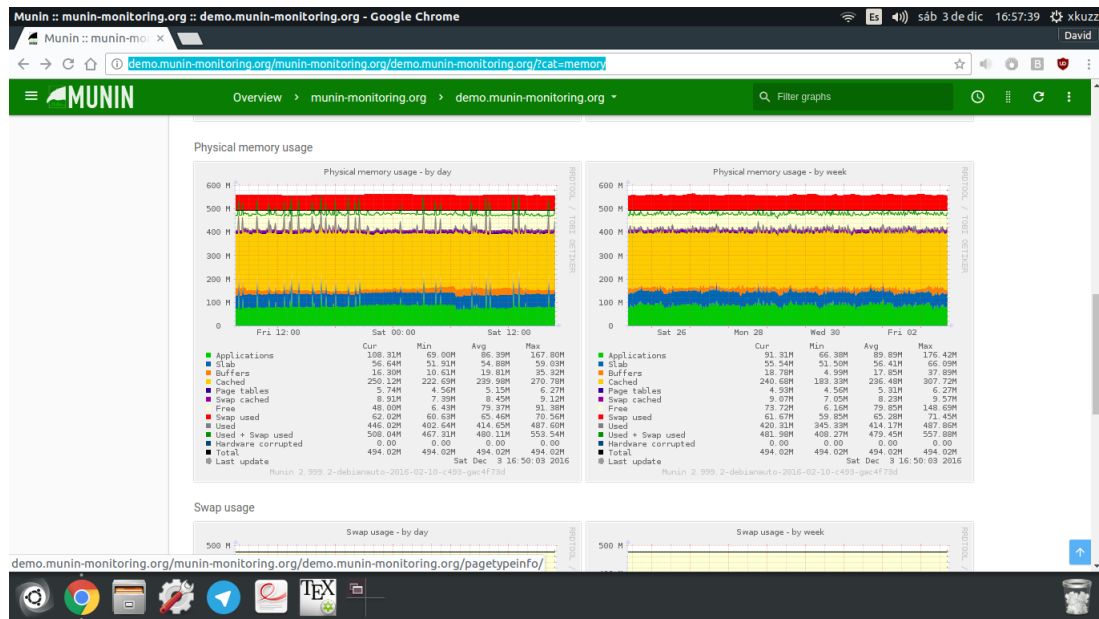 Munin :: munin-monitoring.org :: demo.munin-monitoring.org - Google Chrome
Es sáb 3 de dic 16:57:39 xkuzz
Munin :: munin-mo
David
demo.munin-monitoring.org/munin-monitoring.org/demo.munin-monitoring.org/?cat=memory
MUNIN Overview › munin-monitoring.org › demo.munin-monitoring.org Filter graphs
Physical memory usage
Physical memory usage - by day
RRDTOOL / TOBI OETIKER
600 M
500 M
400 M
300 M
200 M
100 M
0
Fri 12:00 Sat 00:00 Sat 12:00
Cur Min Avg Max
Applications 108.31M 69.00M 86.39M 167.80M
Slab 56.64M 51.91M 54.88M 59.03M
Buffers 16.30M 10.61M 19.81M 35.32M
Cached 250.12M 222.69M 239.98M 270.78M
Page tables 5.74M 4.56M 5.15M 6.27M
Swap cached 8.91M 7.39M 8.45M 9.12M
Free 48.00M 6.43M 79.37M 91.38M
Swap used 62.02M 60.63M 65.46M 70.56M
Used 446.02M 402.64M 414.65M 487.60M
Used + Swap used 508.04M 467.31M 480.11M 553.54M
Hardware corrupted 0.00 0.00 0.00 0.00
Total 494.02M 494.02M 494.02M 494.02M
Last update Sat Dec 3 16:50:03 2016
Munin 2.999.2-debianauto-2016-02-10-c493-gac4f79d
Physical memory usage - by week
RRDTOOL / TOBI OETIKER
600 M
500 M
400 M
300 M
200 M
100 M
0
Sat 26 Mon 28 Wed 30 Fri 02
Cur Min Avg Max
Applications 91.31M 66.38M 89.89M 176.42M
Slab 55.54M 51.50M 56.41M 66.09M
Buffers 18.78M 4.99M 17.85M 37.89M
Cached 240.68M 183.33M 236.48M 307.72M
Page tables 4.93M 4.56M 5.31M 6.27M
Swap cached 9.07M 7.05M 8.23M 9.57M
Free 73.72M 6.16M 79.85M 148.69M
Swap used 61.67M 59.85M 65.28M 71.45M
Used 420.31M 345.33M 414.17M 487.86M
Used + Swap used 481.98M 408.27M 479.45M 557.88M
Hardware corrupted 0.00 0.00 0.00 0.00
Total 494.02M 494.02M 494.02M 494.02M
Last update Sat Dec 3 16:50:03 2016
Munin 2.999.2-debianauto-2016-02-10-c493-gac4f79d
Swap usage
Swap usage - by day
500 M
Swap usage - by week
500 M
demo.munin-monitoring.org/munin-monitoring.org/demo.munin-monitoring.org/pagetypeinfo/
TEX